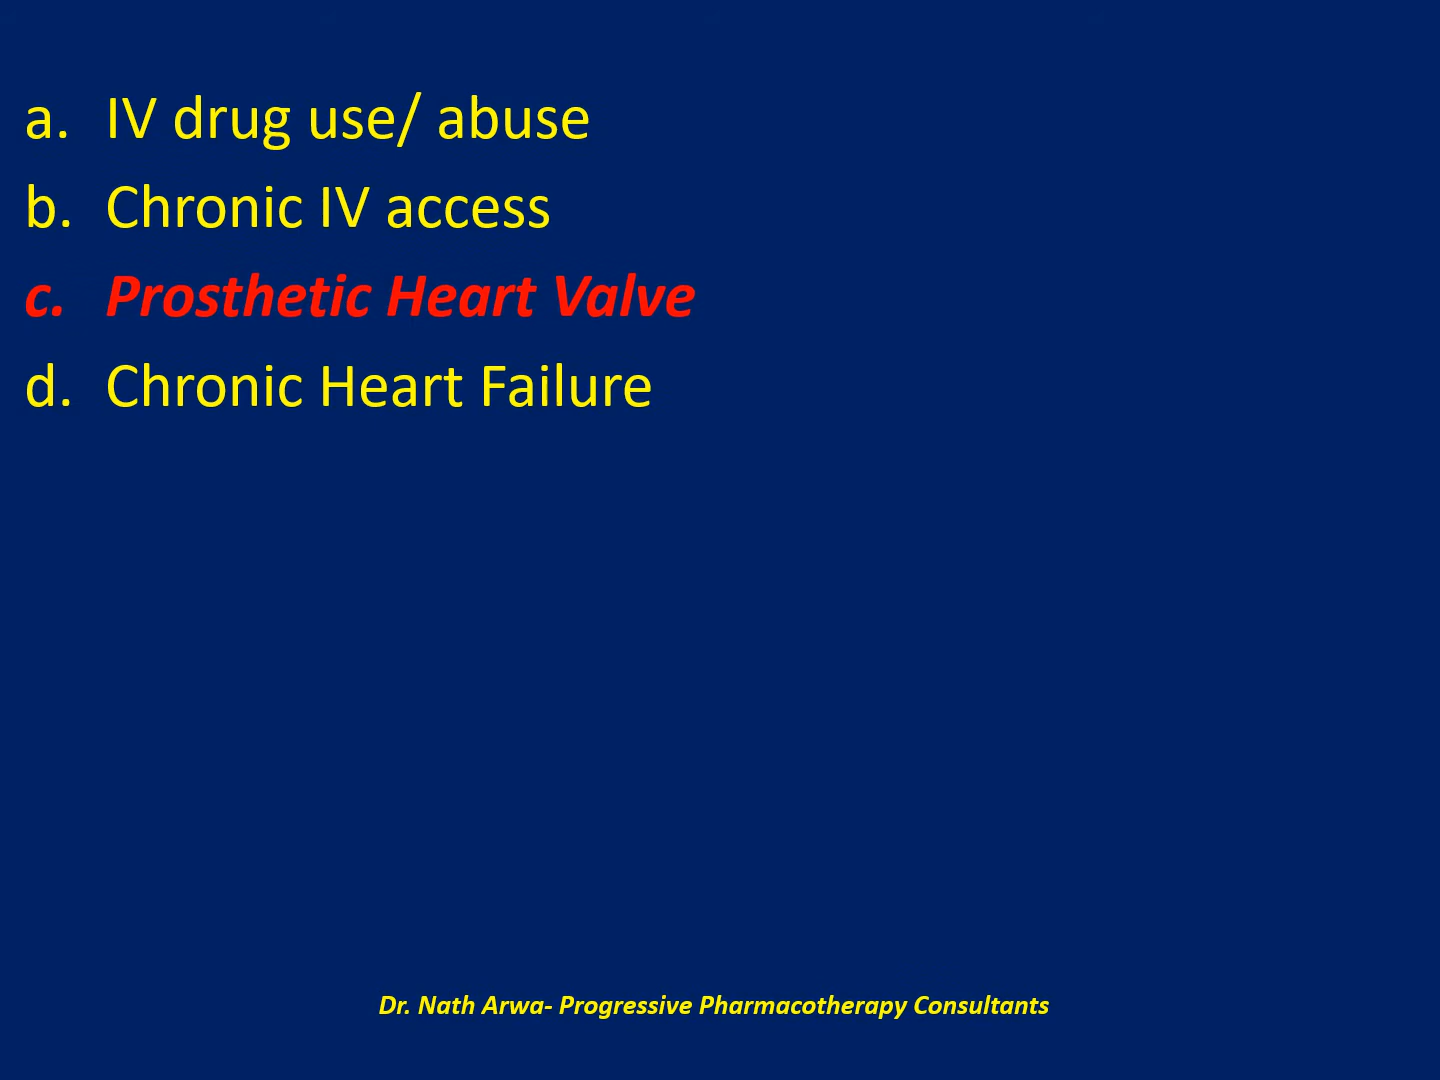 a. IV drug use/ abuse
b. Chronic IV access
c. Prosthetic Heart Valve
d. Chronic Heart Failure
Dr. Nath Arwa- Progressive Pharmacotherapy Consultants